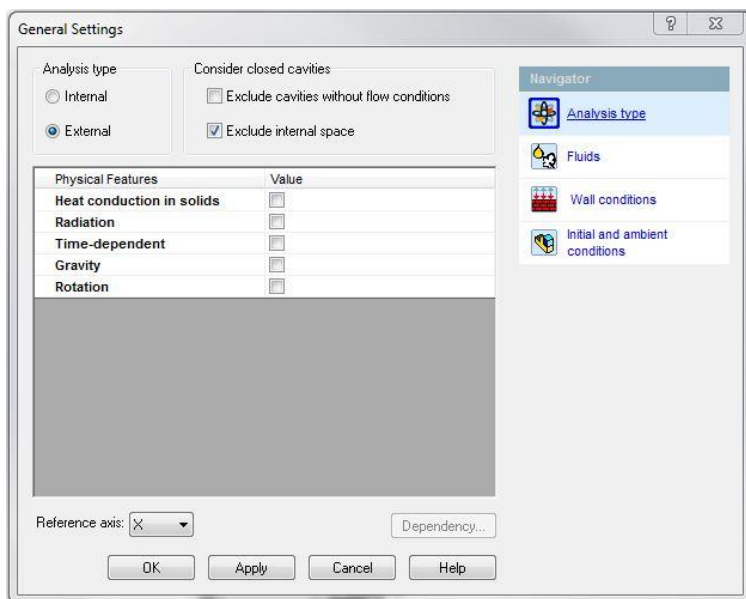 General Settings
Analysis type
Internal
External
Consider closed cavities
Exclude cavities without flow conditions
Exclude internal space
Physical Features Value
Heat conduction in solids
Radiation
Time-dependent
Gravity
Rotation
Reference axis: X
Dependency...
OK Apply Cancel Help
Navigator
Analysis type
Fluids
Wall conditions
Initial and ambient
conditions